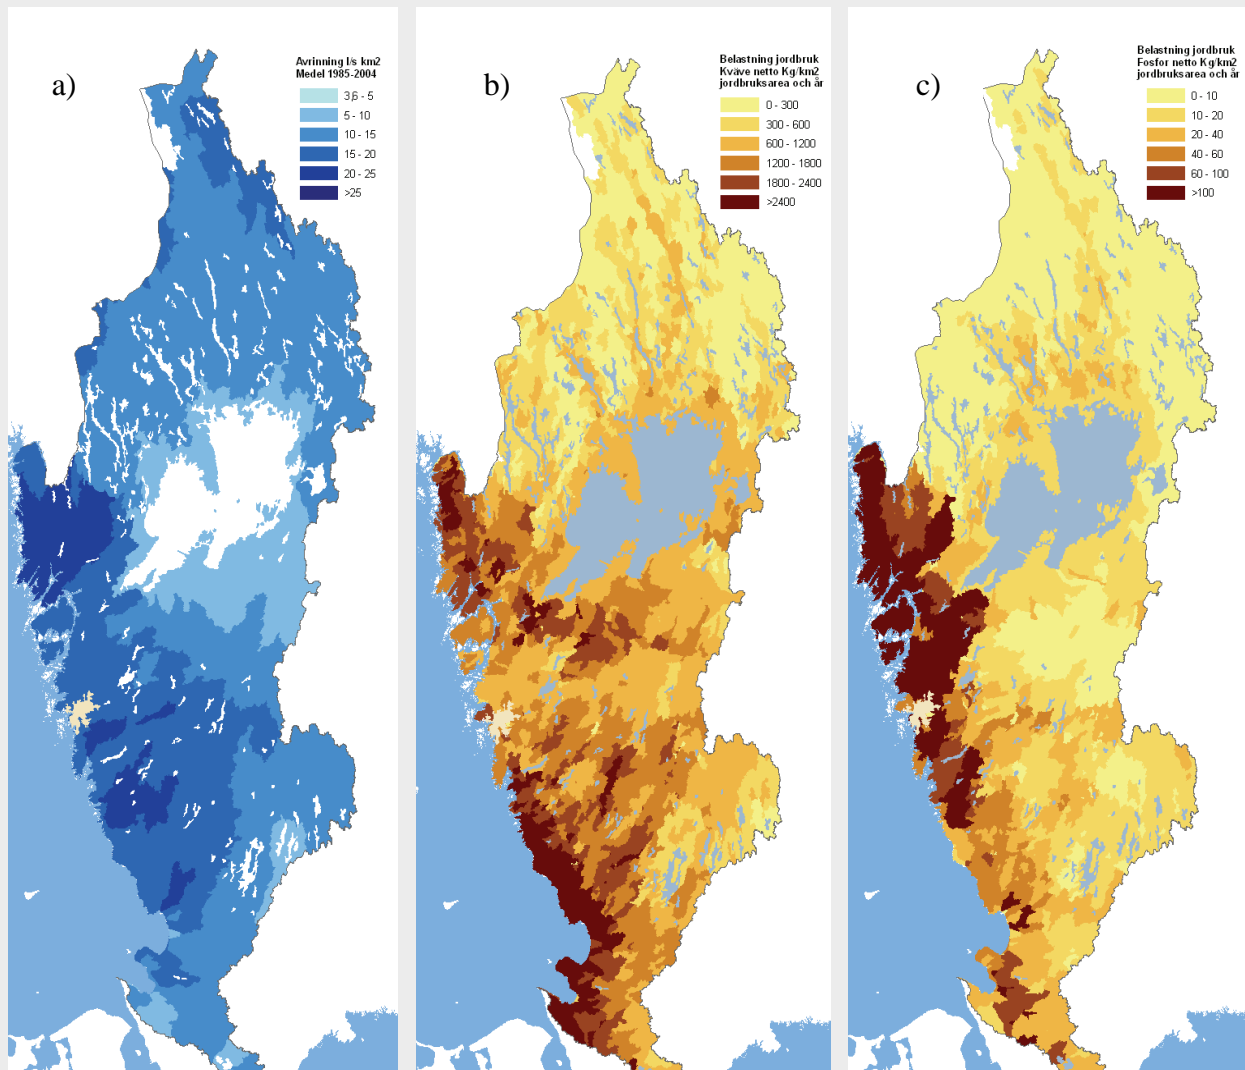 a)
Avrinning l/s km2
Medel 1985-2004
3,6 - 5
5 - 10
10 - 15
15 - 20
20 - 25
>25
b)
Belastning jordbruk
Kväve netto Kg/km2
jordbruksarea och år
0 - 300
300 - 600
600 - 1200
1200 - 1800
1800 - 2400
>2400
c)
Belastning jordbruk
Fosfor netto Kg/km2
jordbruksarea och år
0 - 10
10 - 20
20 - 40
40 - 60
60 - 100
>100